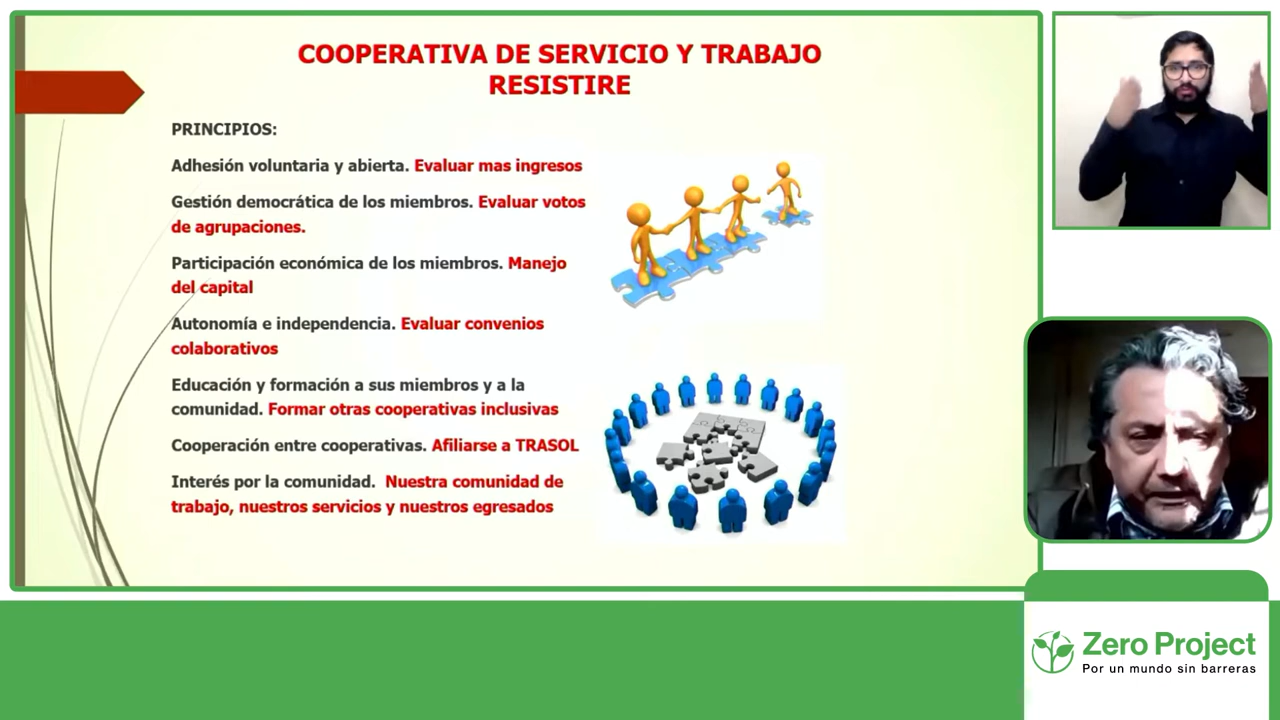 COOPERATIVA DE SERVICIO Y TRABAJO
RESISTIRE
PRINCIPIOS:
Adhesión voluntaria y abierta. Evaluar mas ingresos
Gestión democrática de los miembros. Evaluar votos
de agrupaciones.
Participación económica de los miembros. Manejo
del capital
Autonomía e independencia. Evaluar convenios
colaborativos
Educación y formación a sus miembros y a la
comunidad. Formar otras cooperativas inclusivas
Cooperación entre cooperativas. Afiliarse a TRASOL
Interés por la comunidad. Nuestra comunidad de
trabajo, nuestros servicios y nuestros egresados
Zero Project
Por un mundo sin barreras